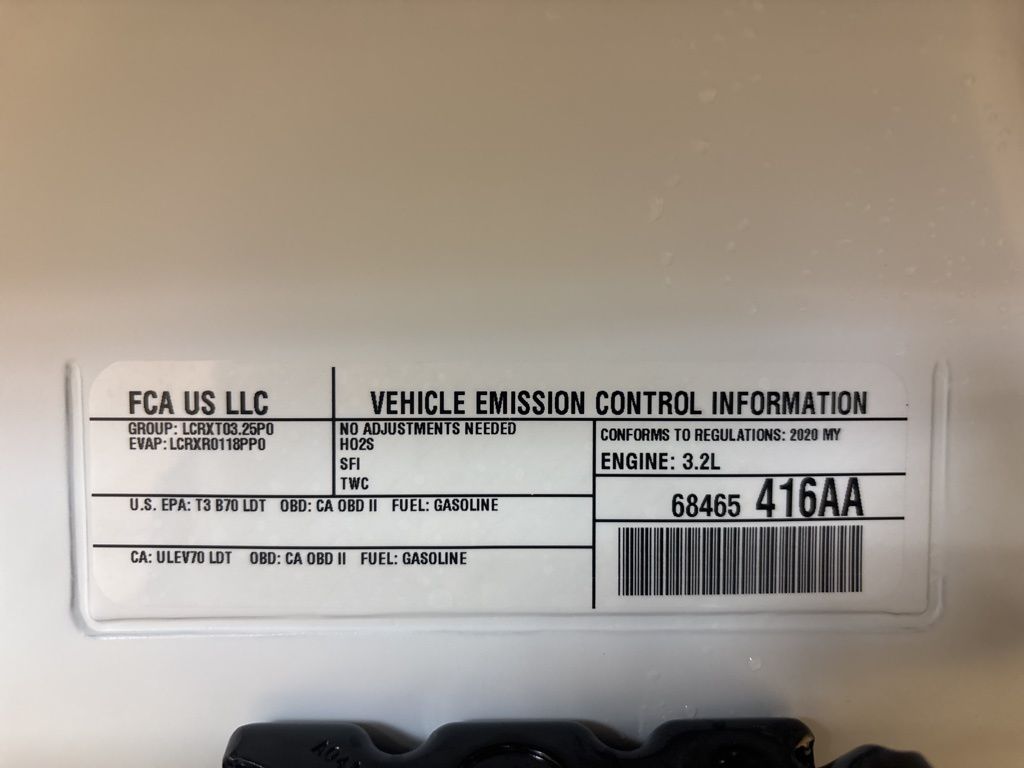 FCA US LLC
VEHICLE EMISSION CONTROL INFORMATION
GROUP: LCRXT03.25P0
EVAP: LCRXR0118PP0
NO ADJUSTMENTS NEEDED
HO2S
SFI
TWC
CONFORMS TO REGULATIONS: 2020 MY
ENGINE: 3.2L
68465 416AA
U.S. EPA: T3 B70 LDT OBD: CA OBD II FUEL: GASOLINE
CA: ULEV70 LDT OBD: CA OBD II FUEL: GASOLINE